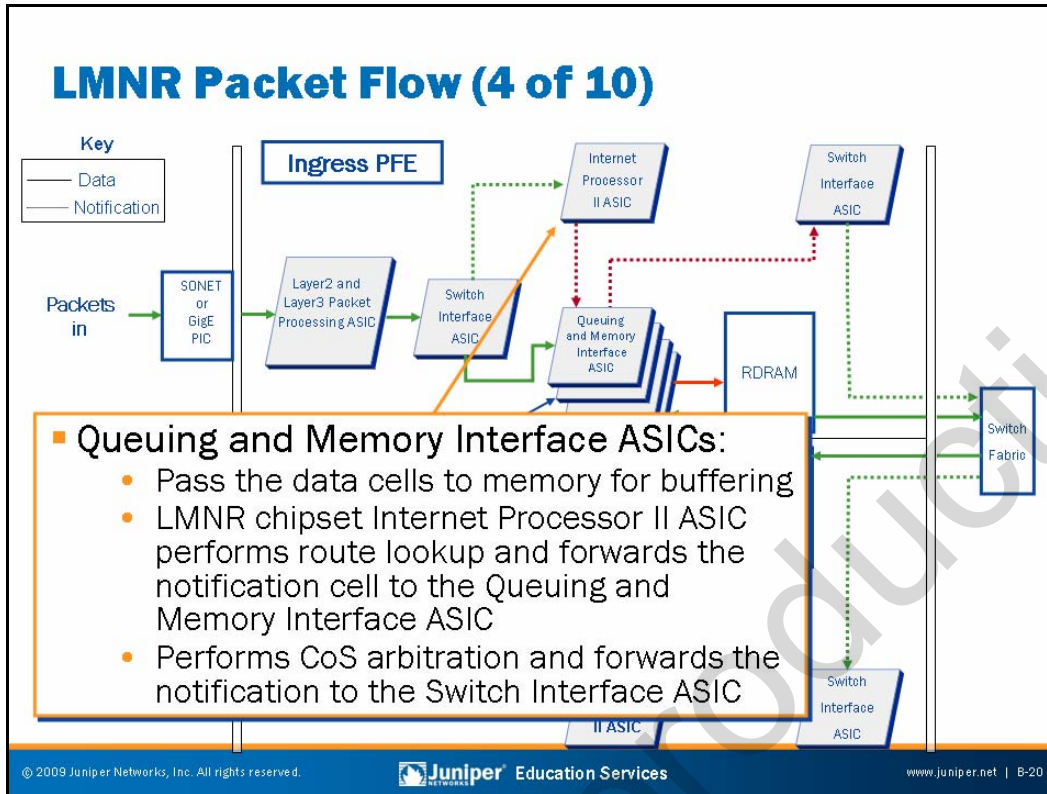 LMNR Packet Flow (4 of 10)
Key
Data
Notification
Ingress PFE
Internet
Processor
II ASIC
Switch
Interface
ASIC
Packets
in
SONET
or
GigE
PIC
Layer2 and
Layer3 Packet
Processing ASIC
Switch
Interface
ASIC
Queuing
and Memory
Interface
ASIC
RDRAM
Switch
Fabric
Queuing and Memory Interface ASICs:
Pass the data cells to memory for buffering
LMNR chipset Internet Processor II ASIC
performs route lookup and forwards the
notification cell to the Queuing and
Memory Interface ASIC
Performs CoS arbitration and forwards the
notification to the Switch Interface ASIC
II ASIC
Switch
Interface
ASIC
© 2009 Juniper Networks, Inc. All rights reserved.
Juniper NETWORKS Education Services
www.juniper.net | B-20